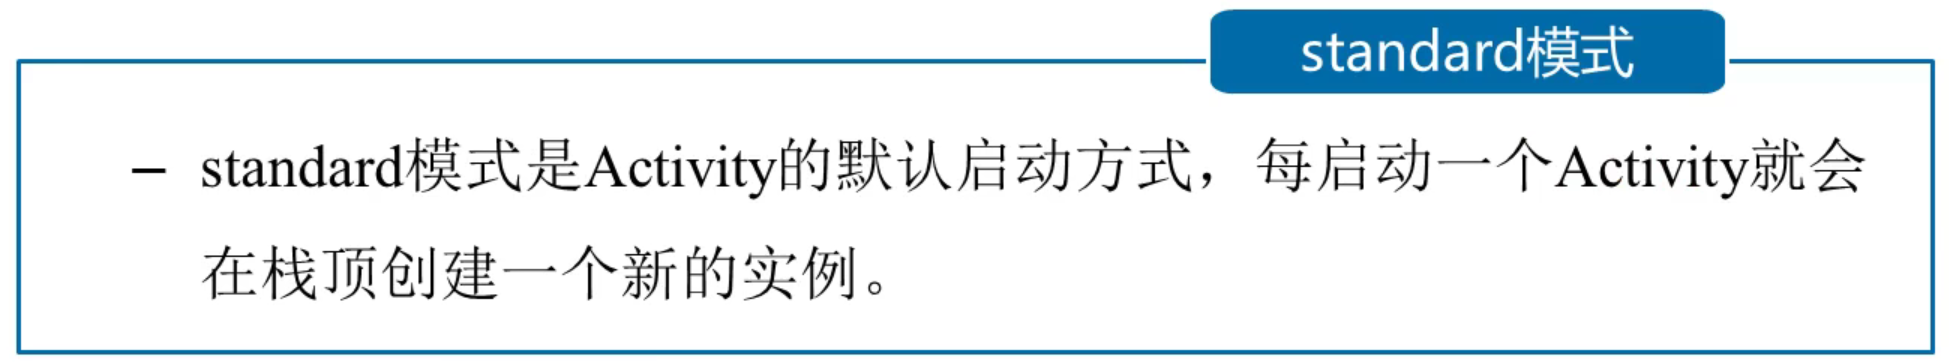 standard模式
– standard模式是Activity的默认启动方式，每启动一个Activity就会
在栈顶创建一个新的实例。